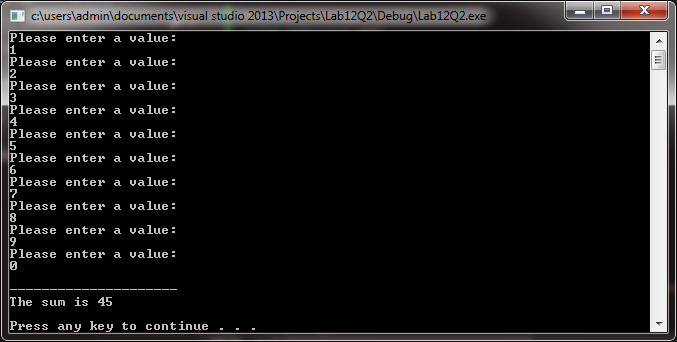 c:\users\admin\documents\visual studio 2013\Projects\Lab12Q2\Debug\Lab12Q2.exe
Please enter a value:
1
Please enter a value:
2
Please enter a value:
3
Please enter a value:
4
Please enter a value:
5
Please enter a value:
6
Please enter a value:
7
Please enter a value:
8
Please enter a value:
9
Please enter a value:
0
---------------------
The sum is 45
Press any key to continue . . .